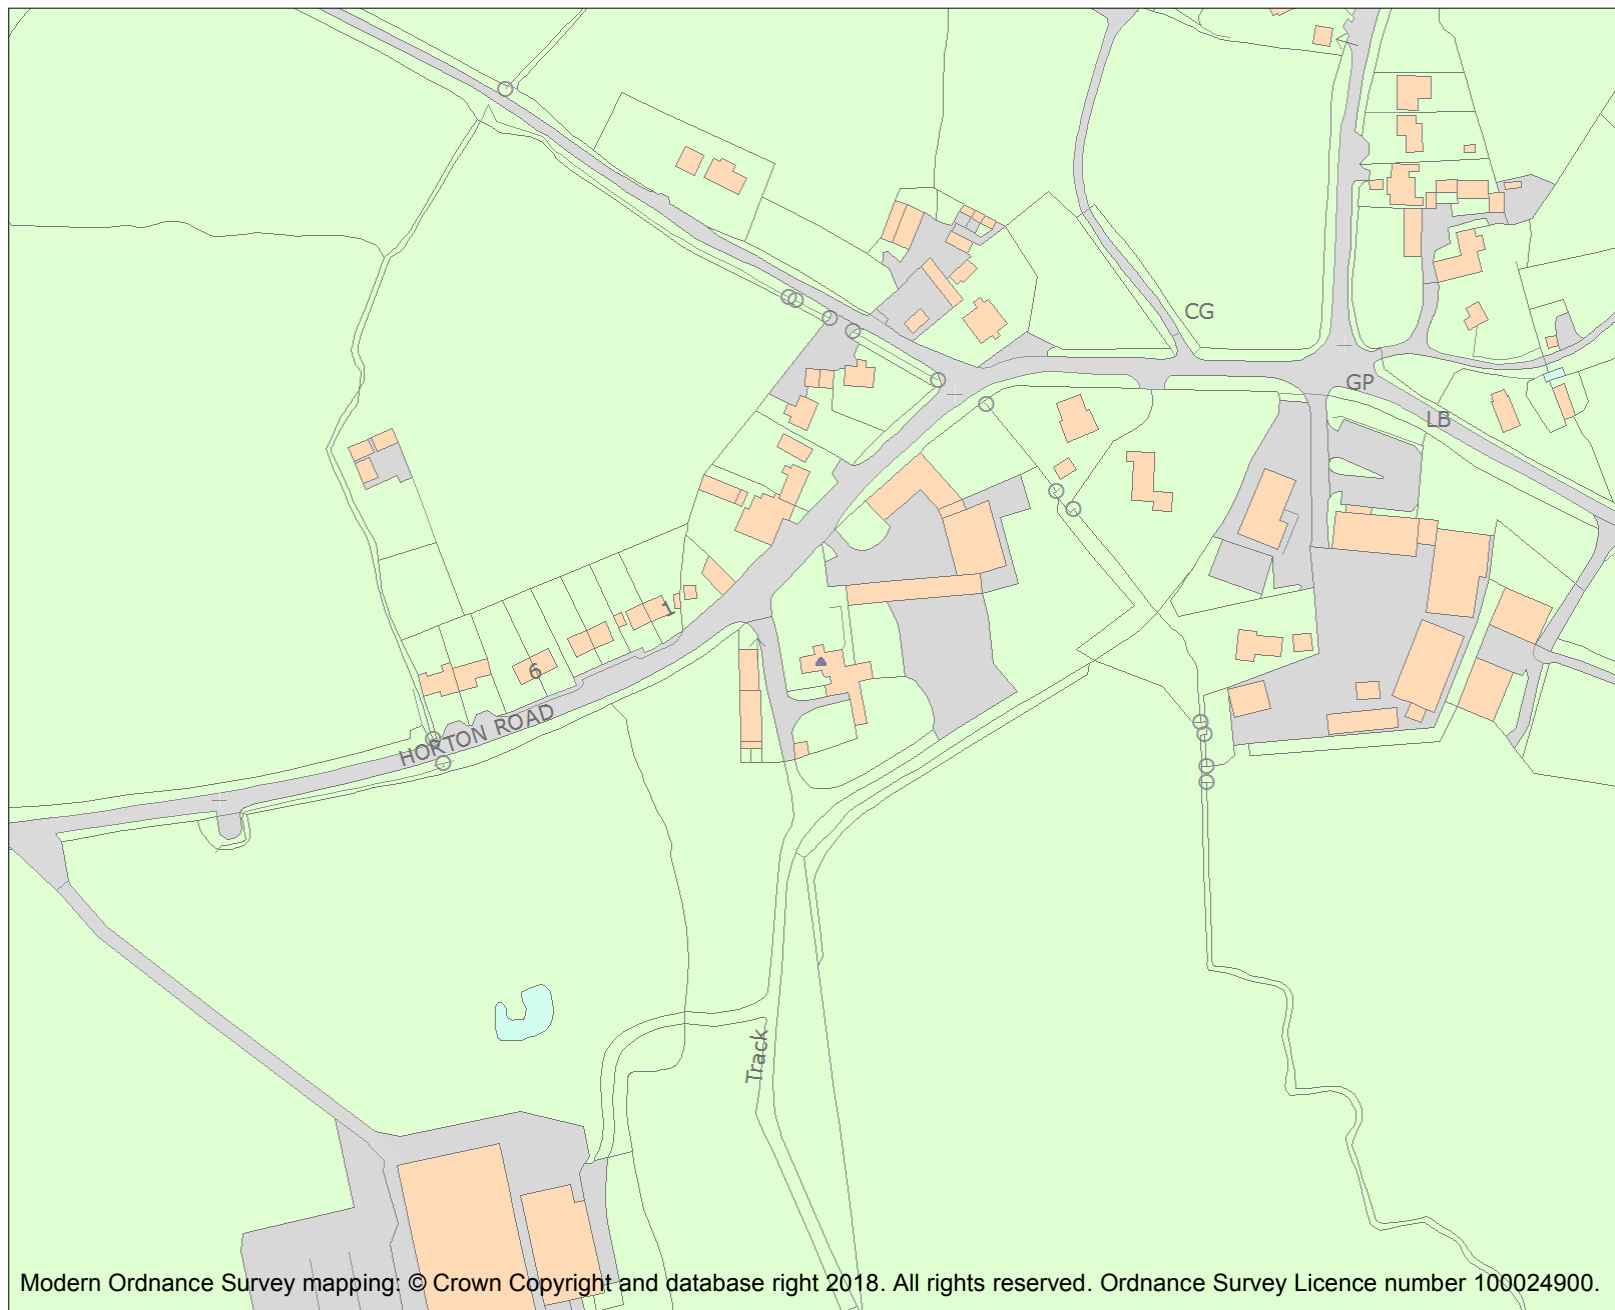 CG
GP
LB
1
6
HORTON ROAD
Track
Modern Ordnance Survey mapping: © Crown Copyright and database right 2018. All rights reserved. Ordnance Survey Licence number 100024900.